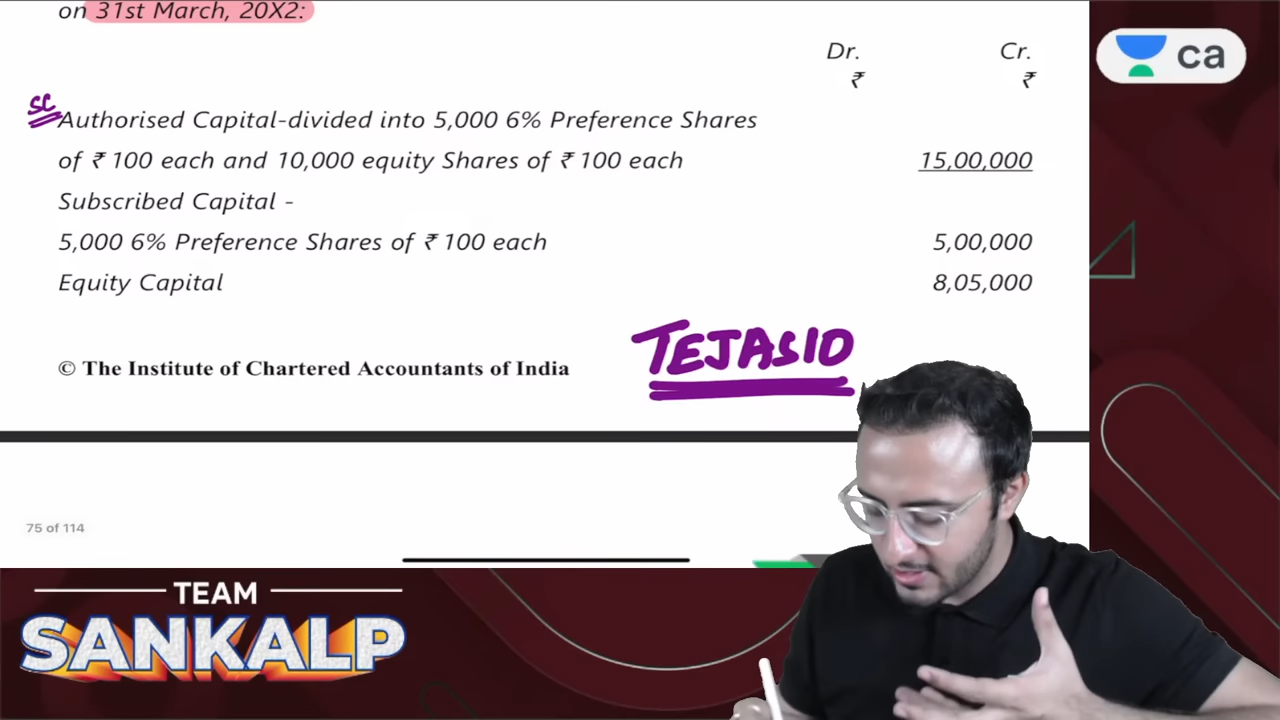 on 31st March, 20X2:
Dr. Cr.
₹ ₹
SC
Authorised Capital-divided into 5,000 6% Preference Shares
of ₹ 100 each and 10,000 equity Shares of ₹ 100 each 15,00,000
Subscribed Capital -
5,000 6% Preference Shares of ₹ 100 each 5,00,000
Equity Capital 8,05,000
TEJAS10
© The Institute of Chartered Accountants of India
75 of 114
ca
TEAM
SANKALP